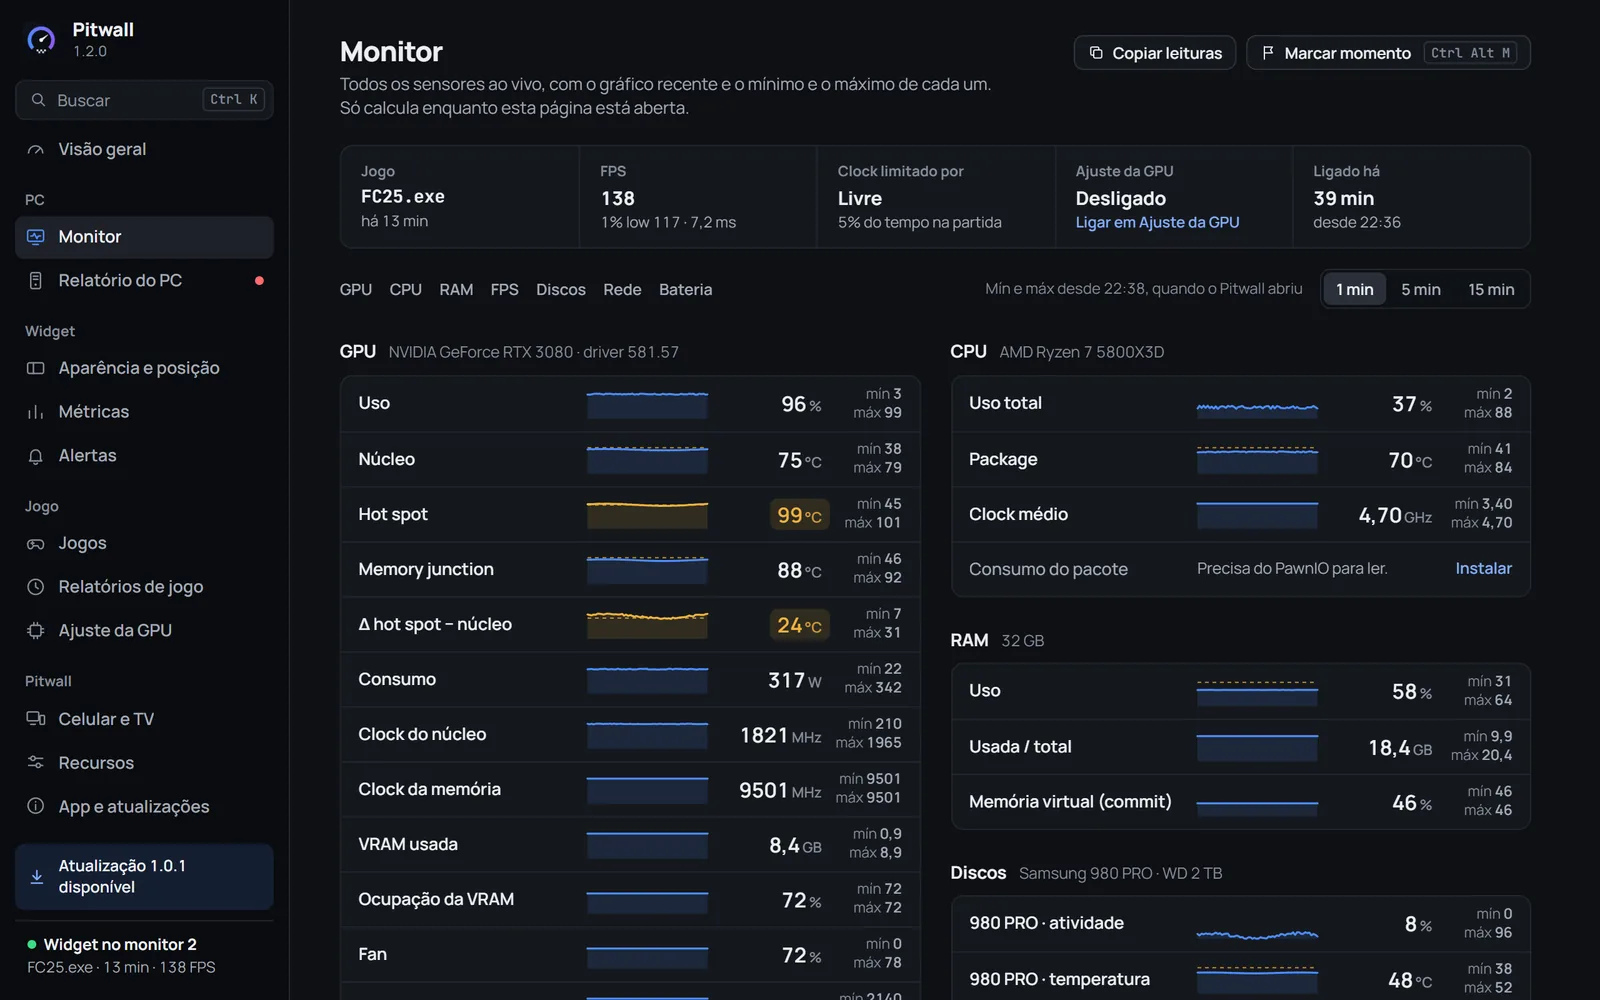 Pitwall
1.2.0
Buscar
Ctrl K
Visão geral
PC
Monitor
Relatório do PC
Widget
Aparência e posição
Métricas
Alertas
Jogo
Jogos
Relatórios de jogo
Ajuste da GPU
Pitwall
Celular e TV
Recursos
App e atualizações
Atualização 1.0.1
disponível
Widget no monitor 2
FC25.exe · 13 min · 138 FPS
Monitor
Todos os sensores ao vivo, com o gráfico recente e o mínimo e o máximo de cada um.
Só calcula enquanto esta página está aberta.
Copiar leituras
Marcar momento
Ctrl Alt M
Jogo
FC25.exe
há 13 min
FPS
138
1% low 117 · 7,2 ms
Clock limitado por
Livre
5% do tempo na partida
Ajuste da GPU
Desligado
Ligar em Ajuste da GPU
Ligado há
39 min
desde 22:36
GPU CPU RAM FPS Discos Rede Bateria
Mín e máx desde 22:38, quando o Pitwall abriu
1 min 5 min 15 min
GPU NVIDIA GeForce RTX 3080 · driver 581.57
Uso 96 % mín 3
máx 99
Núcleo 75 °C mín 38
máx 79
Hot spot 99 °C mín 45
máx 101
Memory junction 88 °C mín 46
máx 92
Δ hot spot − núcleo 24 °C mín 7
máx 31
Consumo 317 W mín 22
máx 342
Clock do núcleo 1821 MHz mín 210
máx 1965
Clock da memória 9501 MHz mín 9501
máx 9501
VRAM usada 8,4 GB mín 0,9
máx 8,9
Ocupação da VRAM 72 % mín 72
máx 72
Fan 72 % mín 0
máx 78
mín 2140
CPU AMD Ryzen 7 5800X3D
Uso total 37 % mín 2
máx 88
Package 70 °C mín 41
máx 84
Clock médio 4,70 GHz mín 3,40
máx 4,70
Consumo do pacote Precisa do PawnIO para ler. Instalar
RAM 32 GB
Uso 58 % mín 31
máx 64
Usada / total 18,4 GB mín 9,9
máx 20,4
Memória virtual (commit) 46 % mín 46
máx 46
Discos Samsung 980 PRO · WD 2 TB
980 PRO · atividade 8 % mín 0
máx 96
980 PRO · temperatura 48 °C mín 38
máx 52